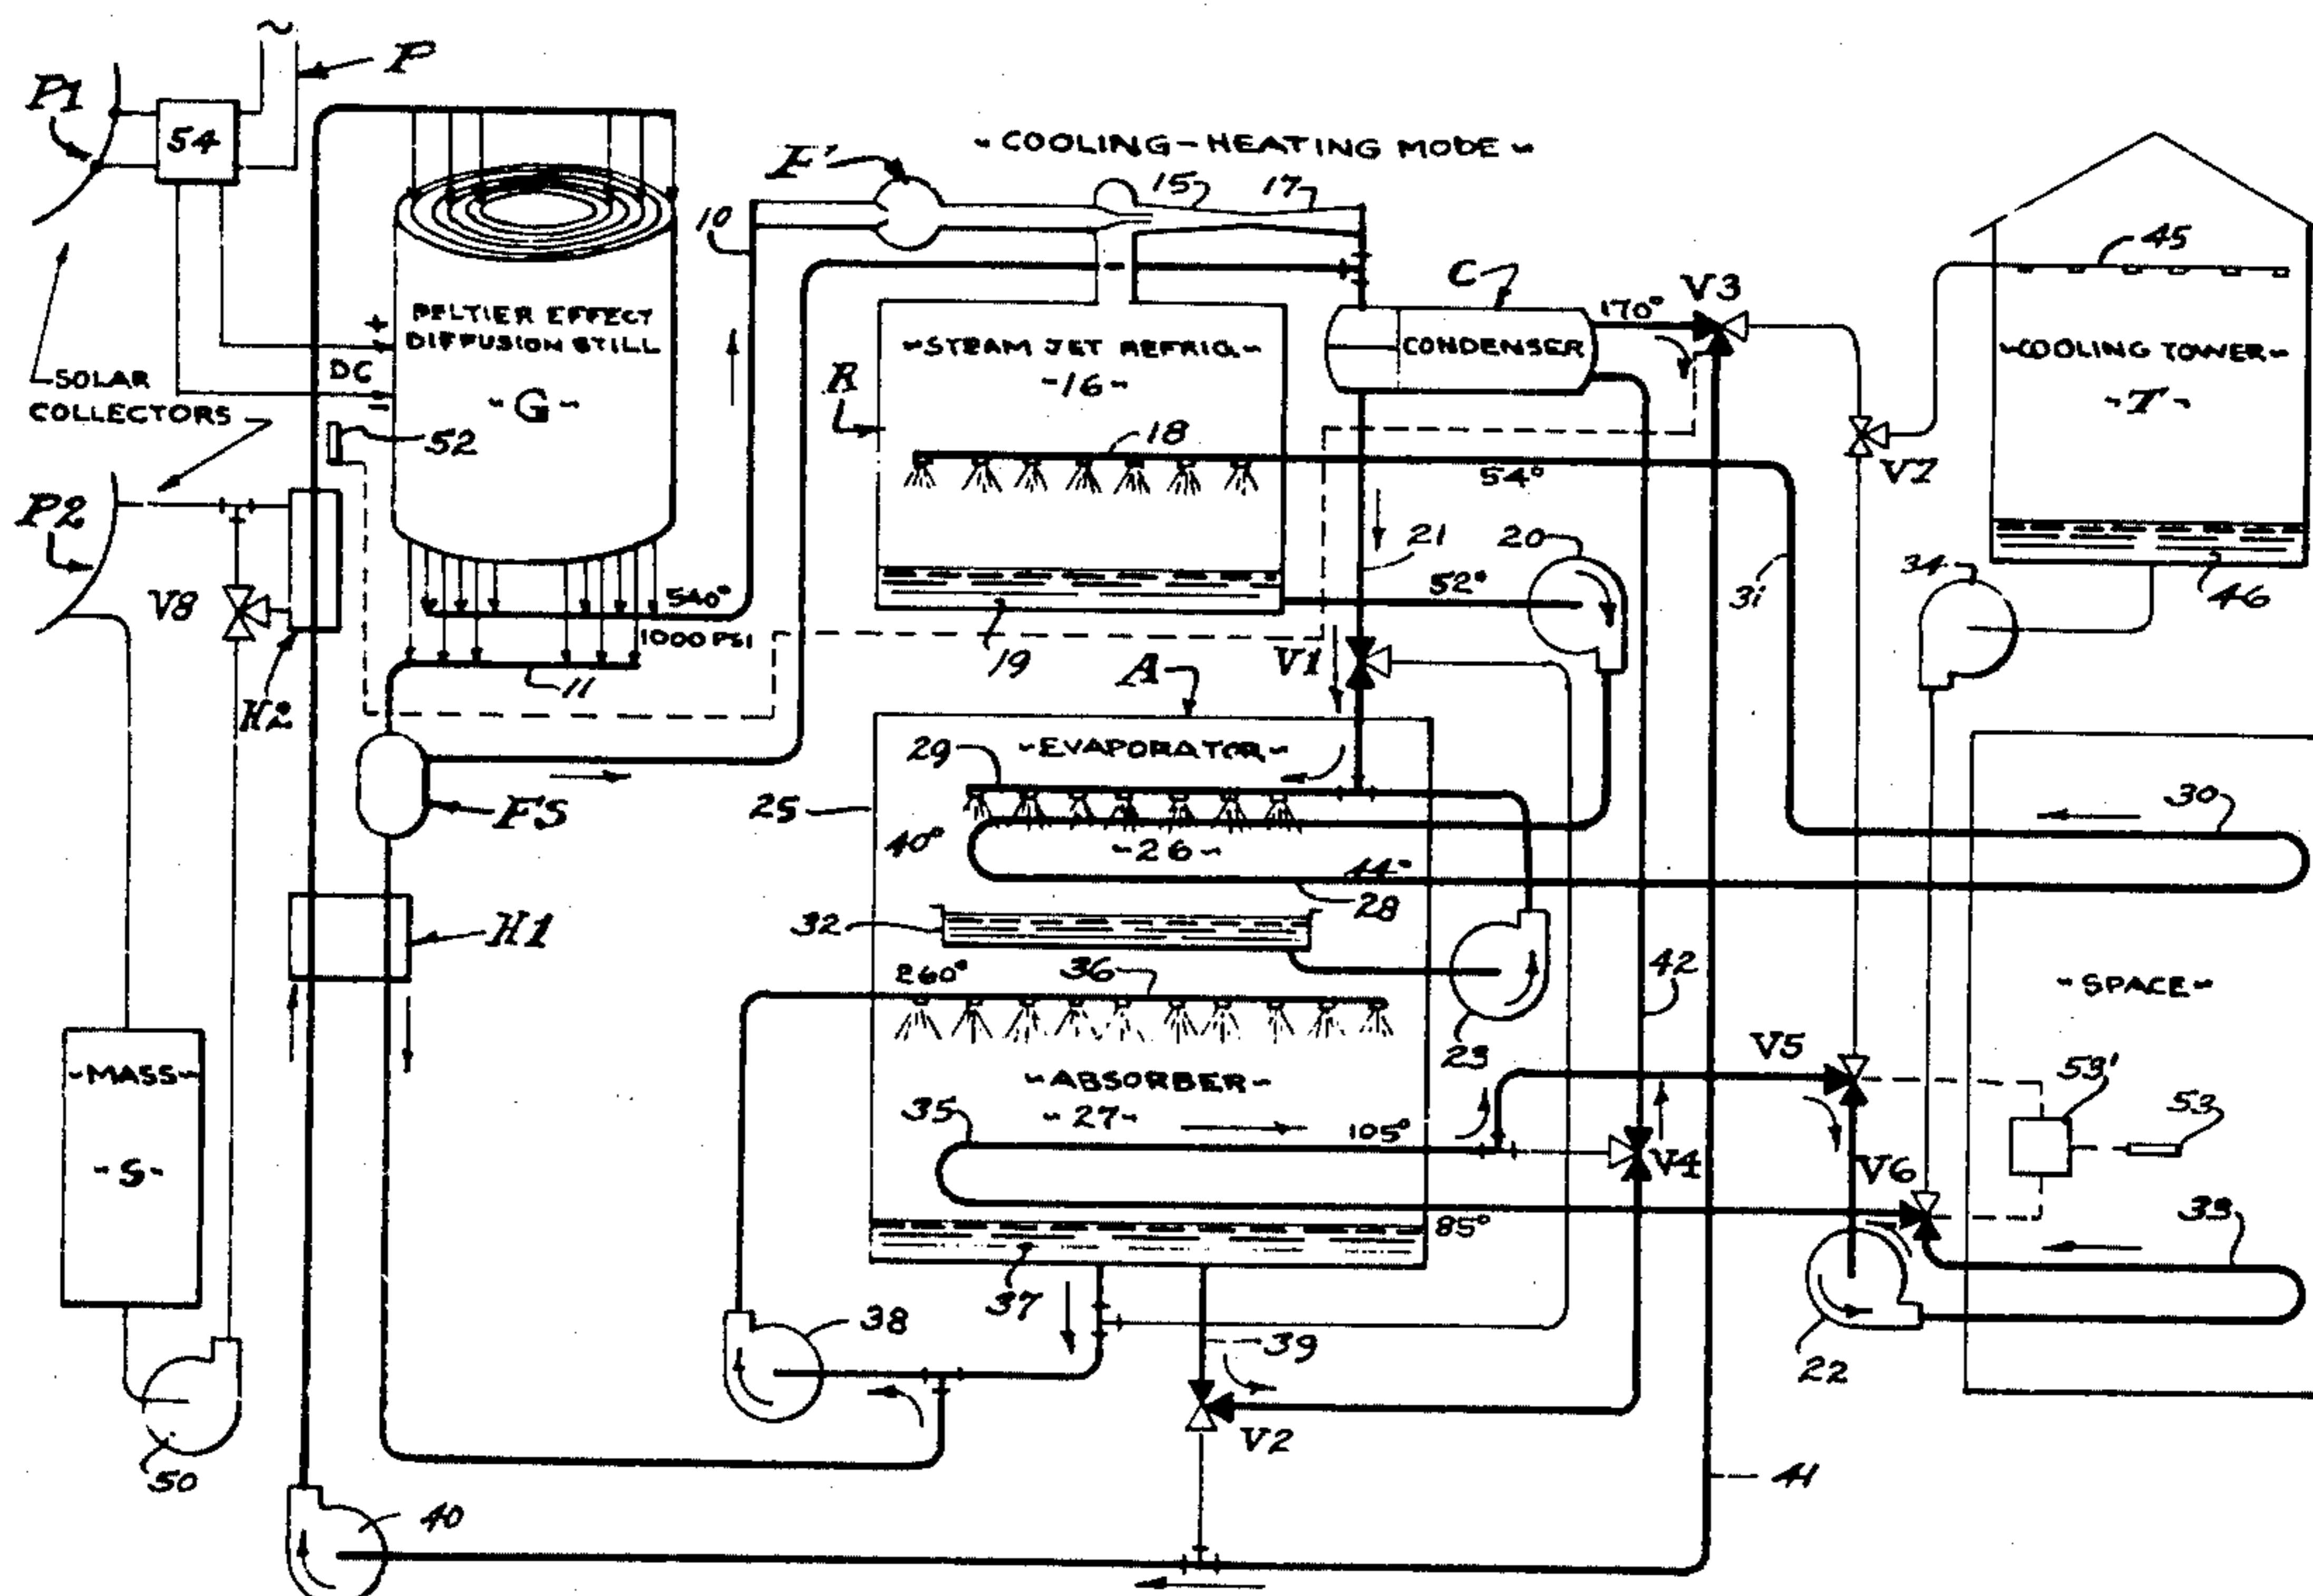 P
P1
54
~ COOLING – HEATING MODE ~
F'
15
17
10
45
C
170°
V3
PELTIER EFFECT
DIFFUSION STILL
- G -
+
DC
-
SOLAR
COLLECTORS
52
~STEAM JET REFRIG.~
-16-
R
CONDENSER
~COOLING TOWER~
- T -
18
54°
V7
P2
V8
H2
540°
1000 PSI
11
19
52°
20
21
31
34
46
V1
A
~EVAPORATOR~
29
25
40°
-26-
44°
28
30
FS
H1
32
260°
36
23
42
~SPACE~
~MASS~
- S -
~ABSORBER~
-27-
35
105°
V4
V5
53'
53
V6
85°
33
37
38
39
22
V2
50
40
41